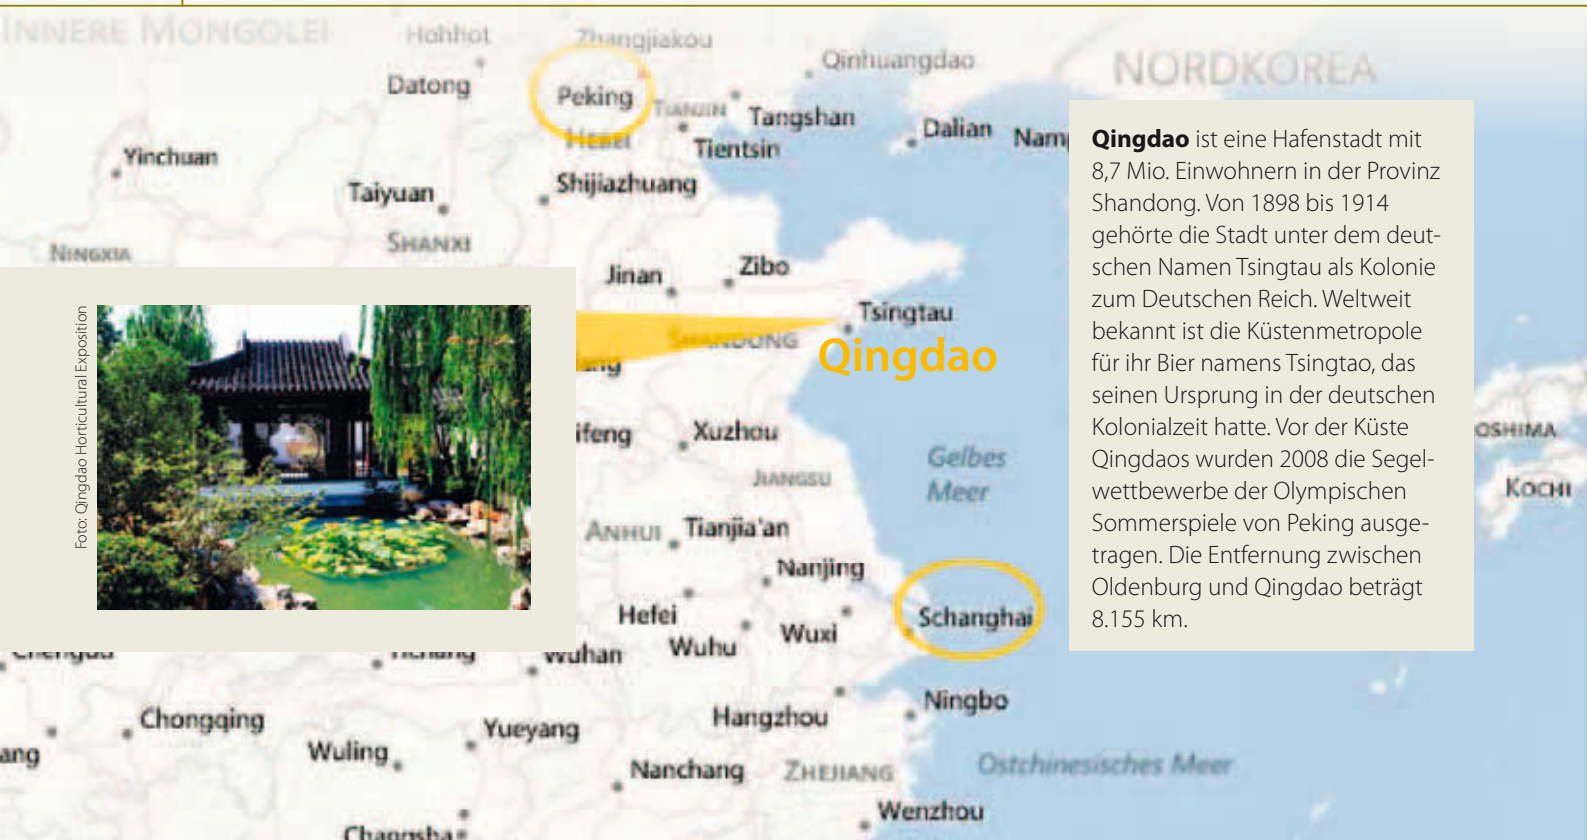 INNERE MONGOLEI
Hohhot
Zhangjiakou
Qinhuangdao
NORDKOREA
Datong
Peking
TIANJIN
Tangshan
Dalian
HEBEI
Tientsin
Yinchuan
Taiyuan
Shijiazhuang
SHANXI
NINGXIA
Jinan
Zibo
Tsingtau
SHANDONG
Qingdao
Foto: Qingdao Horticultural Exposition
Xuzhou
JIANGSU
Gelbes
Meer
ANHUI
Tianjia'an
Nanjing
Hefei
Schanghai
Wuhu
Wuxi
Wuhan
Ningbo
Chongqing
Hangzhou
Yueyang
Wuling
Nanchang
ZHEJIANG
Ostchinesisches Meer
Wenzhou
Changsha
KOCHI
Qingdao ist eine Hafenstadt mit
8,7 Mio. Einwohnern in der Provinz
Shandong. Von 1898 bis 1914
gehörte die Stadt unter dem deut-
schen Namen Tsingtau als Kolonie
zum Deutschen Reich. Weltweit
bekannt ist die Küstenmetropole
für ihr Bier namens Tsingtao, das
seinen Ursprung in der deutschen
Kolonialzeit hatte. Vor der Küste
Qingdaos wurden 2008 die Segel-
wettbewerbe der Olympischen
Sommerspiele von Peking ausge-
tragen. Die Entfernung zwischen
Oldenburg und Qingdao beträgt
8.155 km.